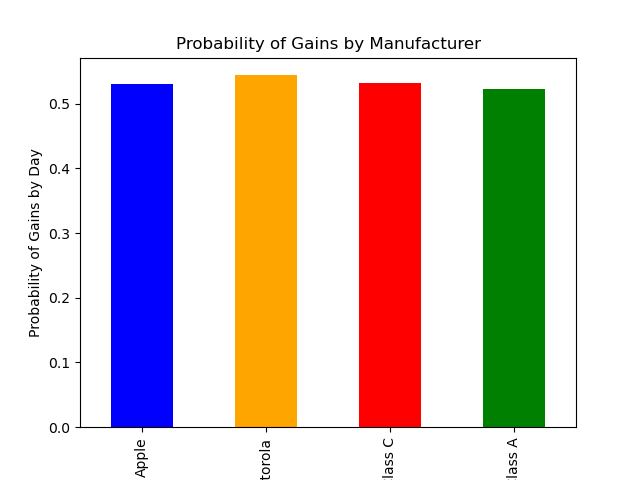 Probability of Gains by Manufacturer
Probability of Gains by Day
0.5
0.4
0.3
0.2
0.1
0.0
Apple
torola
lass C
lass A